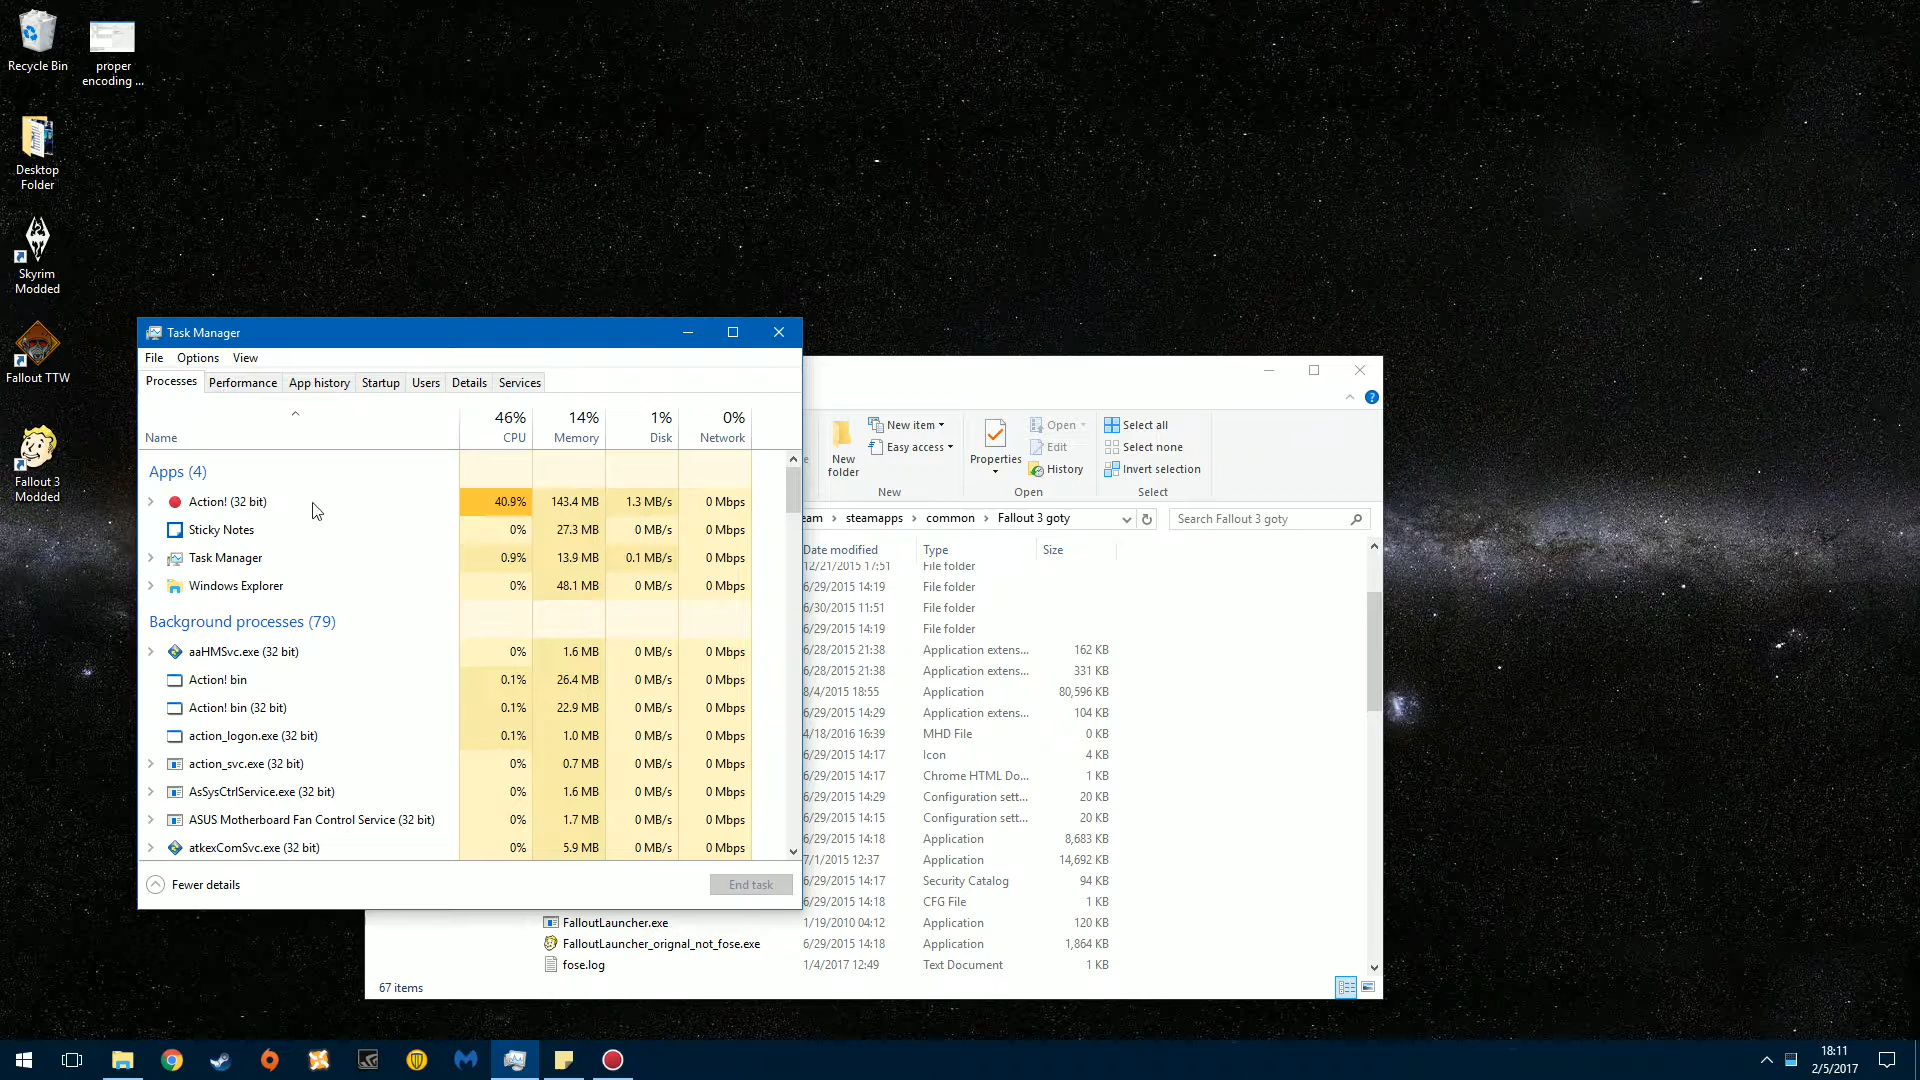 Recycle Bin
proper
encoding ...
Desktop
Folder
Skyrim
Modded
Fallout TTW
Fallout 3
Modded
Task Manager
File Options View
Processes Performance App history Startup Users Details Services
46% 14% 1% 0%
Name CPU Memory Disk Network
Apps (4)
Action! (32 bit) 40.9% 143.4 MB 1.3 MB/s 0 Mbps
Sticky Notes 0% 27.3 MB 0 MB/s 0 Mbps
Task Manager 0.9% 13.9 MB 0.1 MB/s 0 Mbps
Windows Explorer 0% 48.1 MB 0 MB/s 0 Mbps
Background processes (79)
aaHMSvc.exe (32 bit) 0% 1.6 MB 0 MB/s 0 Mbps
Action! bin 0.1% 26.4 MB 0 MB/s 0 Mbps
Action! bin (32 bit) 0.1% 22.9 MB 0 MB/s 0 Mbps
action_logon.exe (32 bit) 0.1% 1.0 MB 0 MB/s 0 Mbps
action_svc.exe (32 bit) 0% 0.7 MB 0 MB/s 0 Mbps
AsSysCtrlService.exe (32 bit) 0% 1.6 MB 0 MB/s 0 Mbps
ASUS Motherboard Fan Control Service (32 bit) 0% 1.7 MB 0 MB/s 0 Mbps
atkexComSvc.exe (32 bit) 0% 5.9 MB 0 MB/s 0 Mbps
Fewer details End task
New item Open Select all
Easy access Edit Select none
New
folder
Properties
History Invert selection
New Open Select
eam steamapps common Fallout 3 goty Search Fallout 3 goty
Date modified Type Size
12/21/2015 17:51 File folder
6/29/2015 14:19 File folder
6/30/2015 11:51 File folder
6/29/2015 14:19 File folder
6/28/2015 21:38 Application extens... 162 KB
6/28/2015 21:38 Application extens... 331 KB
8/4/2015 18:55 Application 80,596 KB
6/29/2015 14:29 Application extens... 104 KB
4/18/2016 16:39 MHD File 0 KB
6/29/2015 14:17 Icon 4 KB
6/29/2015 14:17 Chrome HTML Do... 1 KB
6/29/2015 14:29 Configuration sett... 20 KB
6/29/2015 14:15 Configuration sett... 20 KB
6/29/2015 14:18 Application 8,683 KB
7/1/2015 12:37 Application 14,692 KB
6/29/2015 14:17 Security Catalog 94 KB
6/29/2015 14:18 CFG File 1 KB
FalloutLauncher.exe 1/19/2010 04:12 Application 120 KB
FalloutLauncher_orignal_not_fose.exe 6/29/2015 14:18 Application 1,864 KB
fose.log 1/4/2017 12:49 Text Document 1 KB
67 items
18:11
2/5/2017